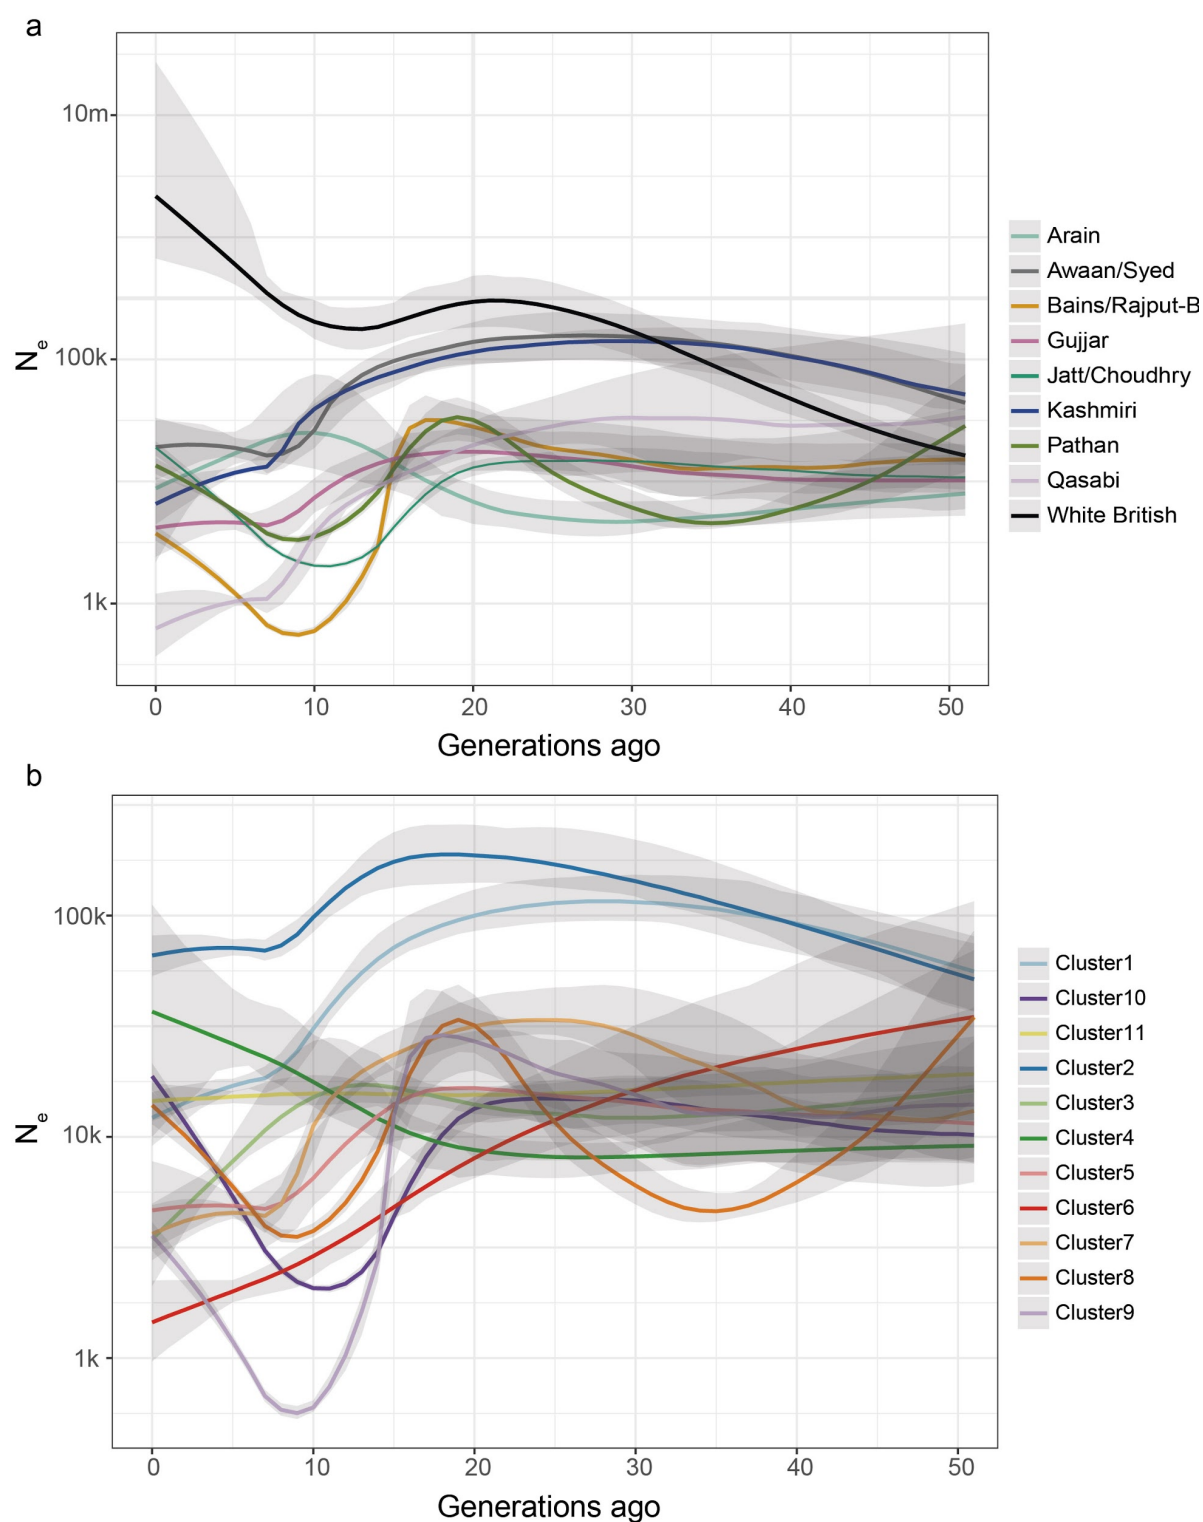 a
10m
100k
1k
Ne
0 10 20 30 40 50
Generations ago
Arain
Awaan/Syed
Bains/Rajput-B
Gujjar
Jatt/Choudhry
Kashmiri
Pathan
Qasabi
White British
b
100k
10k
1k
Ne
0 10 20 30 40 50
Generations ago
Cluster1
Cluster10
Cluster11
Cluster2
Cluster3
Cluster4
Cluster5
Cluster6
Cluster7
Cluster8
Cluster9